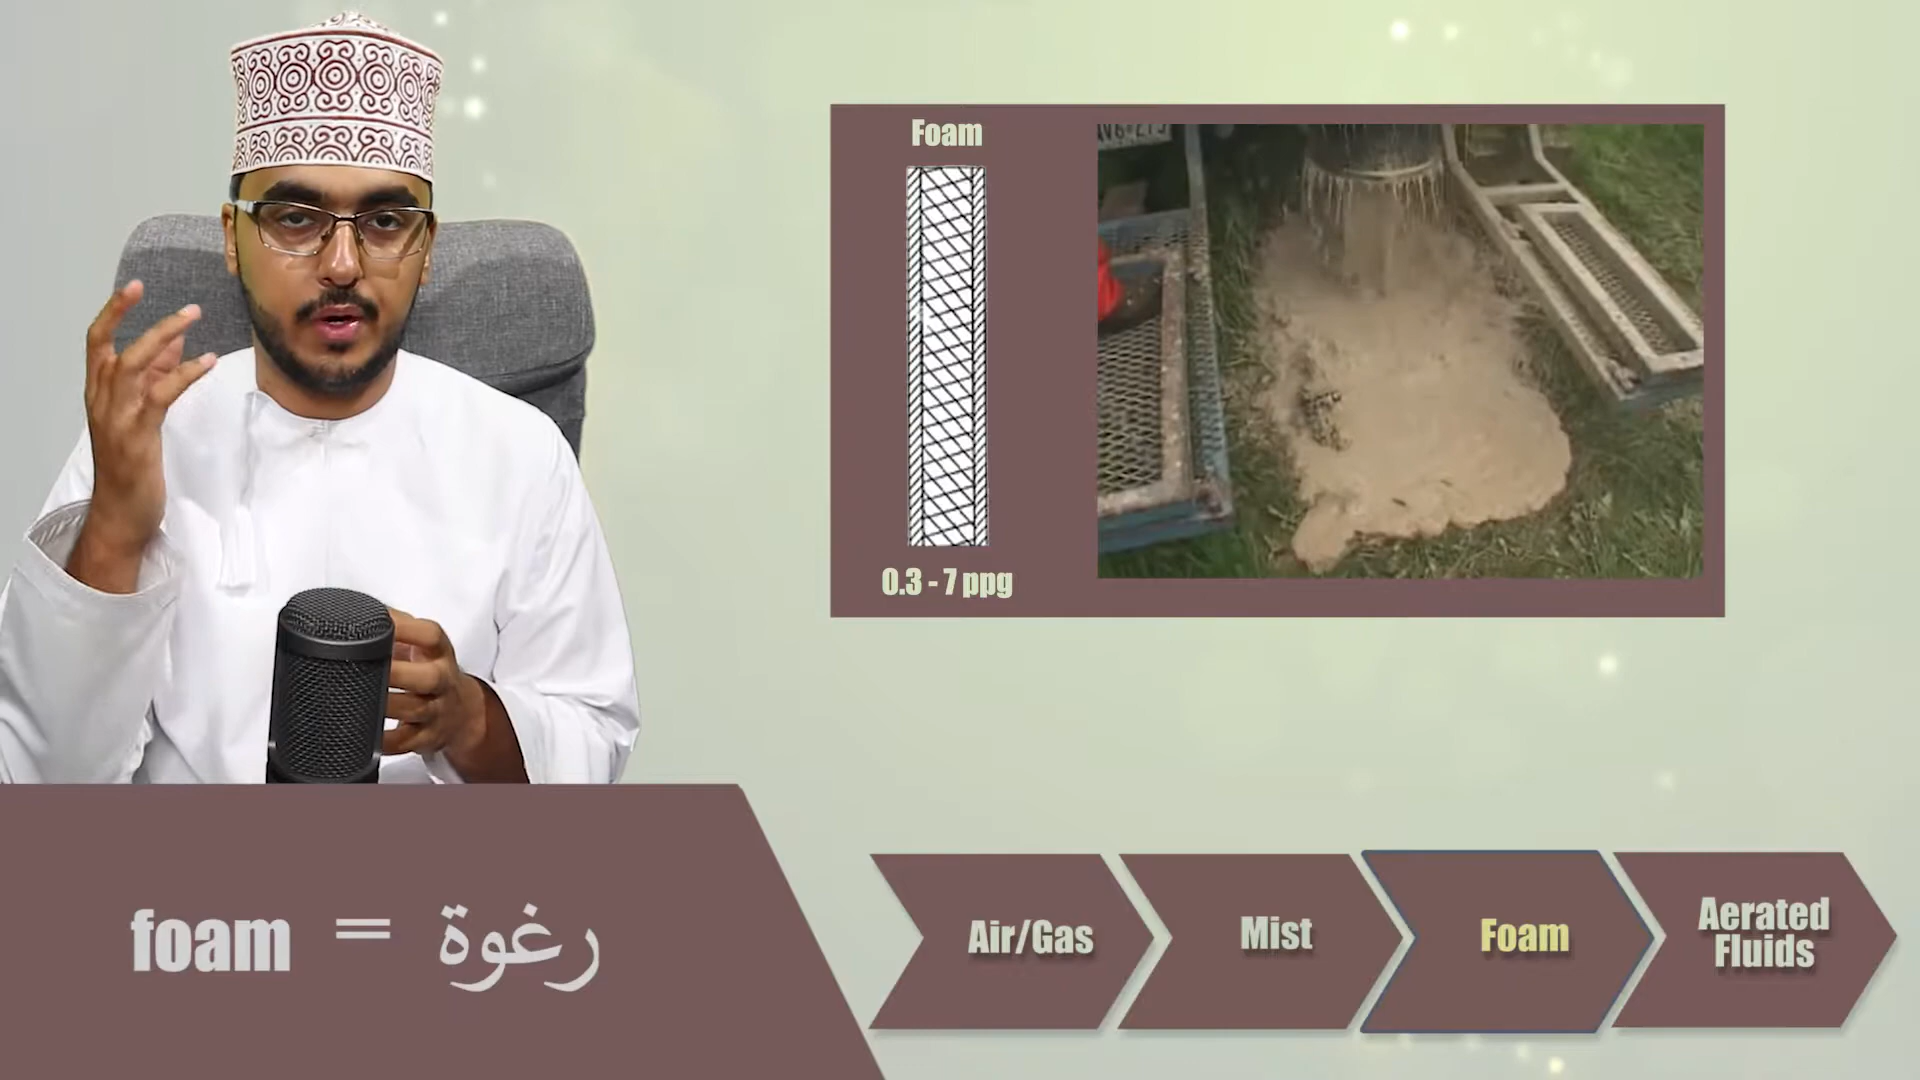 Foam
0.3 - 7 ppg
foam = رغوة
Air/Gas
Mist
Foam
Aerated
Fluids